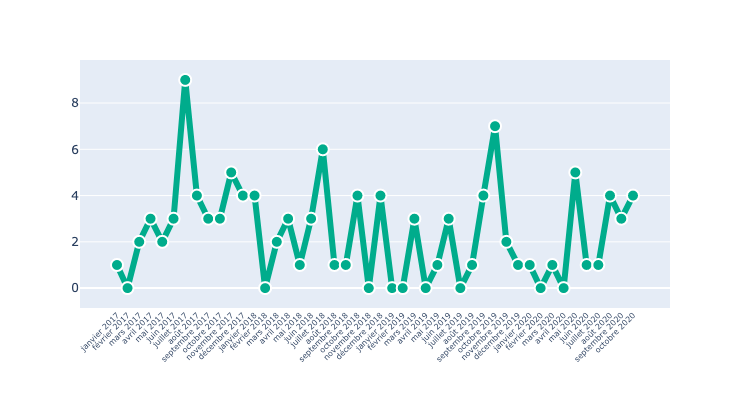 8
6
4
2
0
janvier 2017
février 2017
mars 2017
avril 2017
mai 2017
juin 2017
juillet 2017
août 2017
septembre 2017
octobre 2017
novembre 2017
décembre 2017
janvier 2018
février 2018
mars 2018
avril 2018
mai 2018
juin 2018
juillet 2018
août 2018
septembre 2018
octobre 2018
novembre 2018
décembre 2018
janvier 2019
février 2019
mars 2019
avril 2019
mai 2019
juin 2019
juillet 2019
août 2019
septembre 2019
octobre 2019
novembre 2019
décembre 2019
janvier 2020
février 2020
mars 2020
avril 2020
mai 2020
juin 2020
juillet 2020
août 2020
septembre 2020
octobre 2020